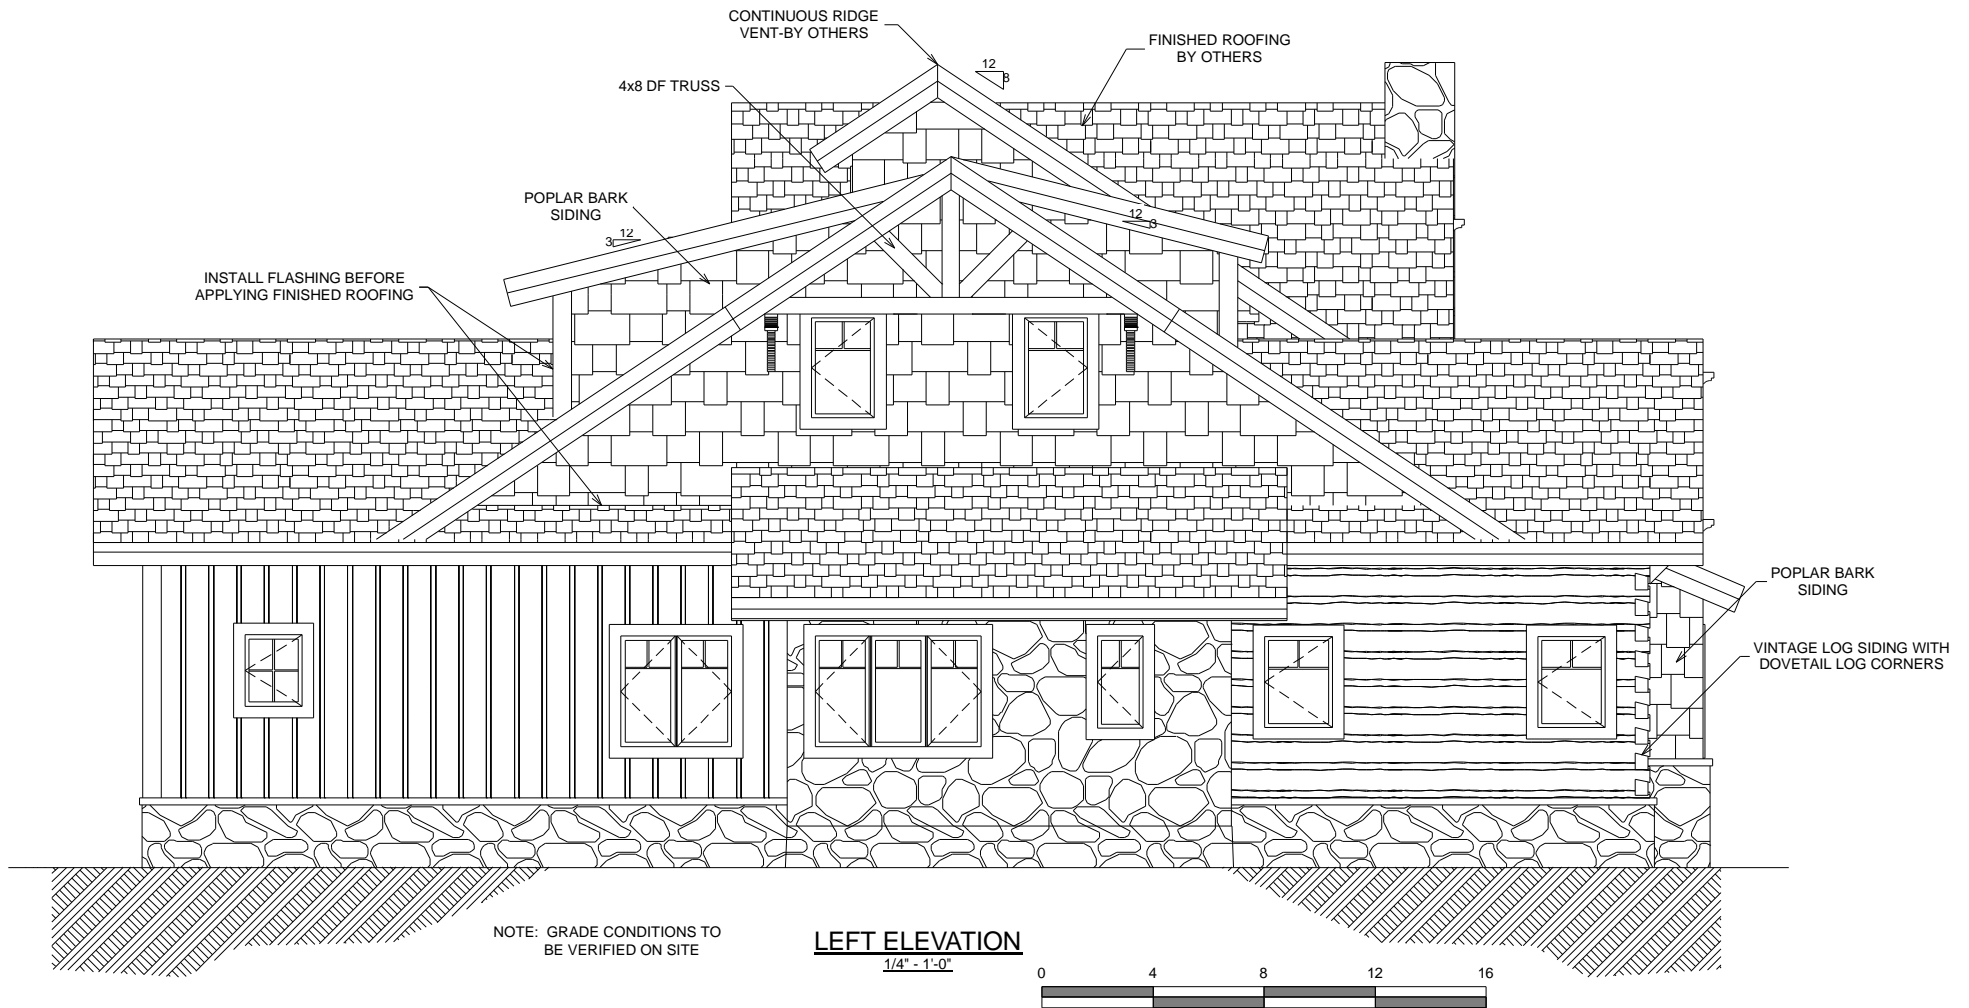 CONTINUOUS RIDGE
VENT-BY OTHERS
FINISHED ROOFING
BY OTHERS
12
8
4x8 DF TRUSS
POPLAR BARK
SIDING
12
3
12
3
INSTALL FLASHING BEFORE
APPLYING FINISHED ROOFING
POPLAR BARK
SIDING
VINTAGE LOG SIDING WITH
DOVETAIL LOG CORNERS
NOTE: GRADE CONDITIONS TO
BE VERIFIED ON SITE
LEFT ELEVATION
1/4" - 1'-0"
0 4 8 12 16